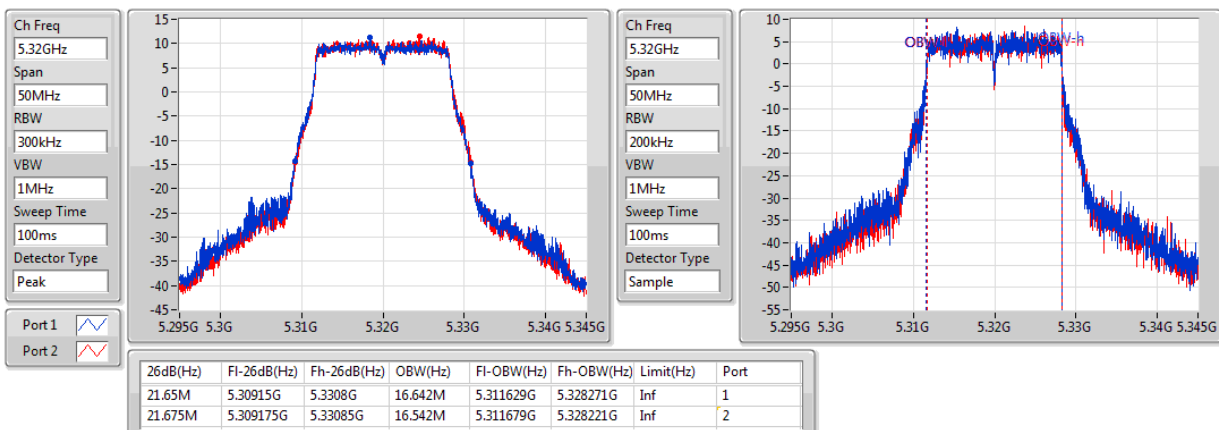 Ch Freq
5.32GHz
Span
50MHz
RBW
300kHz
VBW
1MHz
Sweep Time
100ms
Detector Type
Peak
Port 1
Port 2
15
10
5
0
-5
-10
-15
-20
-25
-30
-35
-40
-45
5.295G 5.3G 5.31G 5.32G 5.33G 5.34G 5.345G
Ch Freq
5.32GHz
Span
50MHz
RBW
200kHz
VBW
1MHz
Sweep Time
100ms
Detector Type
Sample
10
5
0
-5
-10
-15
-20
-25
-30
-35
-40
-45
-50
-55
OBW-h
5.295G 5.3G 5.31G 5.32G 5.33G 5.34G 5.345G
26dB(Hz) Fl-26dB(Hz) Fh-26dB(Hz) OBW(Hz) Fl-OBW(Hz) Fh-OBW(Hz) Limit(Hz) Port
21.65M 5.30915G 5.3308G 16.642M 5.311629G 5.328271G Inf 1
21.675M 5.309175G 5.33085G 16.542M 5.311679G 5.328221G Inf 2